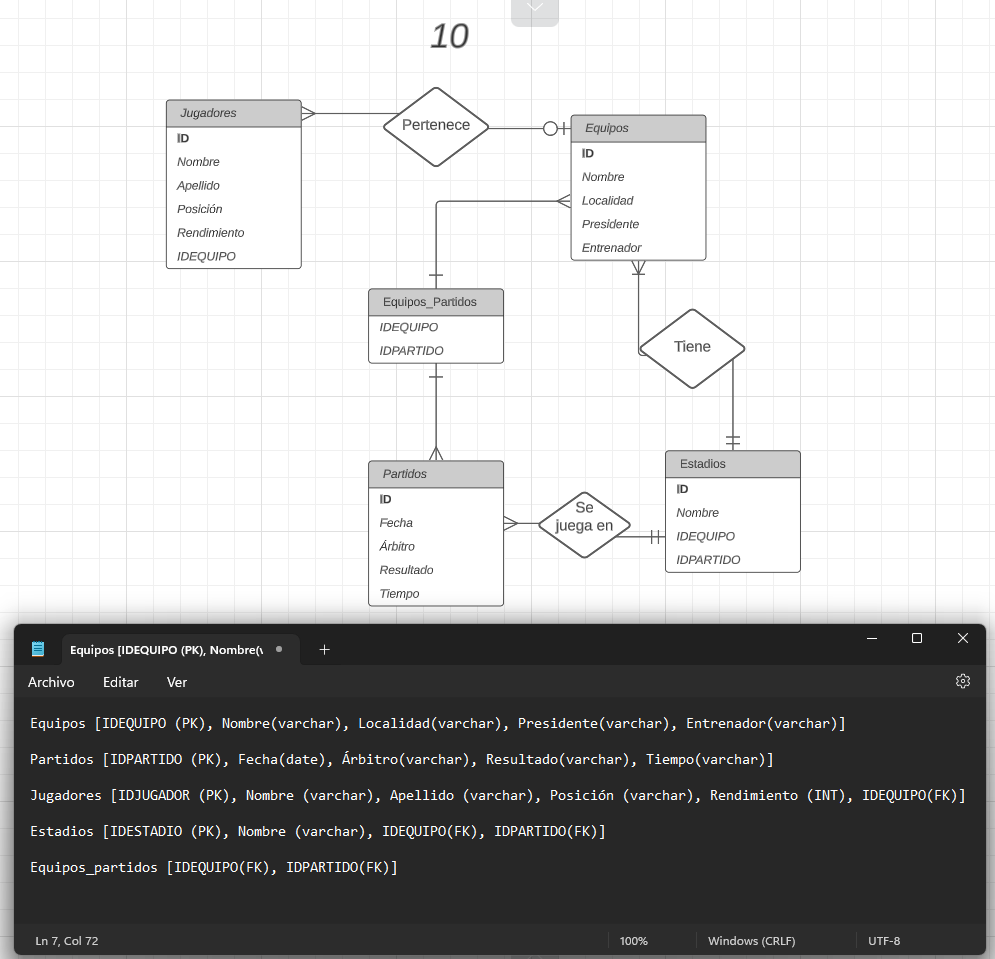 10
Jugadores
ID
Nombre
Apellido
Posición
Rendimiento
IDEQUIPO
Pertenece
Equipos
ID
Nombre
Localidad
Presidente
Entrenador
Equipos_Partidos
IDEQUIPO
IDPARTIDO
Tiene
Partidos
ID
Fecha
Árbitro
Resultado
Tiempo
Se
juega en
Estadios
ID
Nombre
IDEQUIPO
IDPARTIDO
Equipos [IDEQUIPO (PK), Nombre(v
Archivo Editar Ver
Equipos [IDEQUIPO (PK), Nombre(varchar), Localidad(varchar), Presidente(varchar), Entrenador(varchar)]
Partidos [IDPARTIDO (PK), Fecha(date), Árbitro(varchar), Resultado(varchar), Tiempo(varchar)]
Jugadores [IDJUGADOR (PK), Nombre (varchar), Apellido (varchar), Posición (varchar), Rendimiento (INT), IDEQUIPO(FK)]
Estadios [IDESTADIO (PK), Nombre (varchar), IDEQUIPO(FK), IDPARTIDO(FK)]
Equipos_partidos [IDEQUIPO(FK), IDPARTIDO(FK)]
Ln 7, Col 72 100% Windows (CRLF) UTF-8